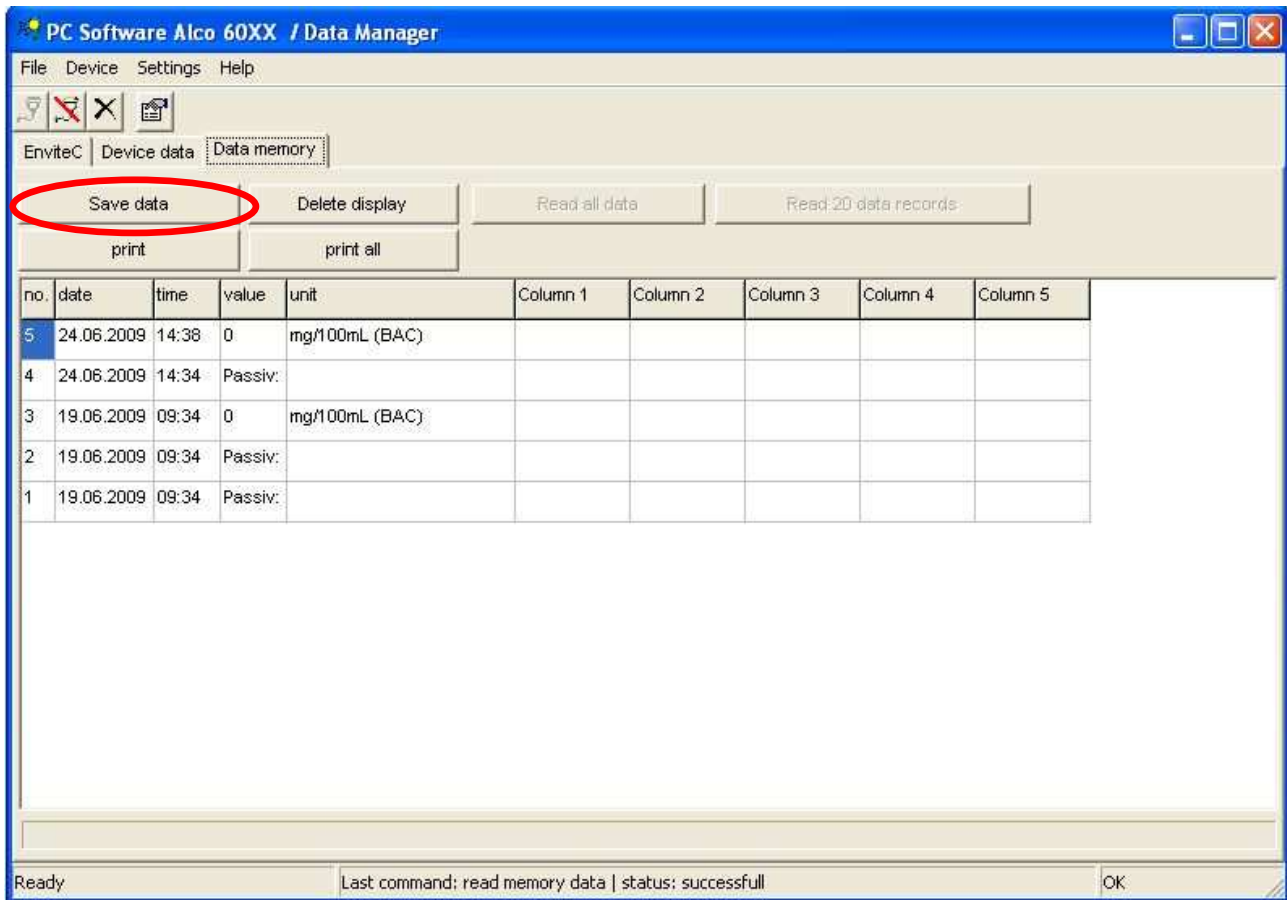 PC Software Alco 60XX / Data Manager
File Device Settings Help
EnviteC Device data Data memory
Save data Delete display Read all data Read 20 data records
print print all
no. date time value unit Column 1 Column 2 Column 3 Column 4 Column 5
5 24.06.2009 14:38 0 mg/100mL (BAC)
4 24.06.2009 14:34 Passiv:
3 19.06.2009 09:34 0 mg/100mL (BAC)
2 19.06.2009 09:34 Passiv:
1 19.06.2009 09:34 Passiv:
Ready Last command: read memory data | status: successfull OK